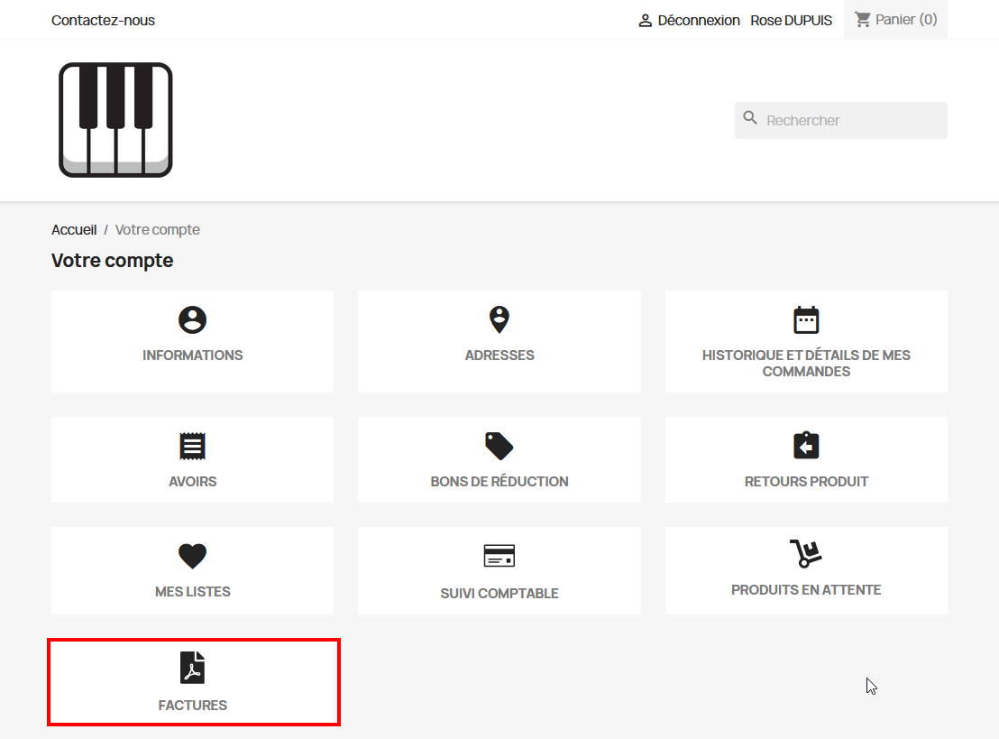 Contactez-nous
Déconnexion Rose DUPUIS Panier (0)
Rechercher
Accueil / Votre compte
Votre compte
INFORMATIONS
ADRESSES
HISTORIQUE ET DÉTAILS DE MES
COMMANDES
AVOIRS
BONS DE RÉDUCTION
RETOURS PRODUIT
MES LISTES
SUIVI COMPTABLE
PRODUITS EN ATTENTE
FACTURES